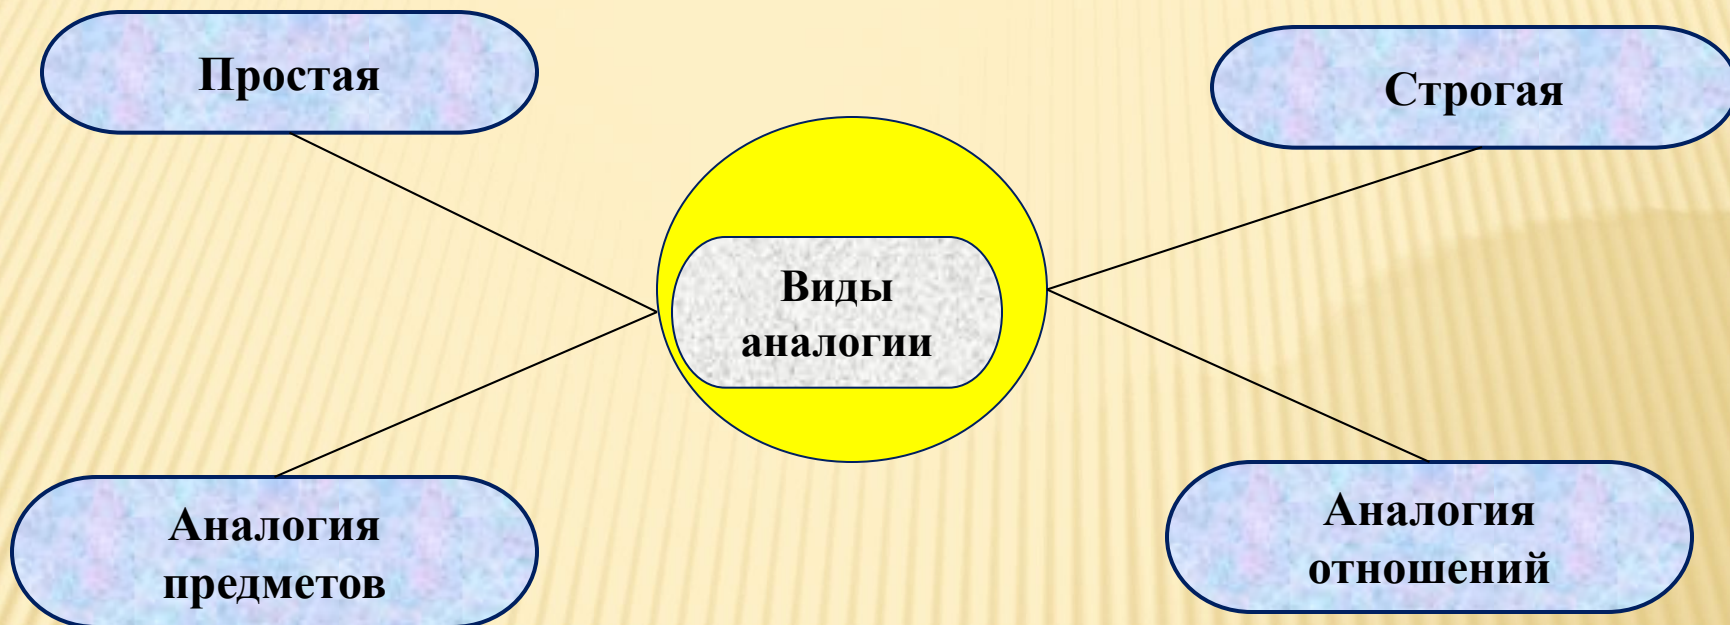 Простая
Строгая
Виды
аналогии
Аналогия
предметов
Аналогия
отношений